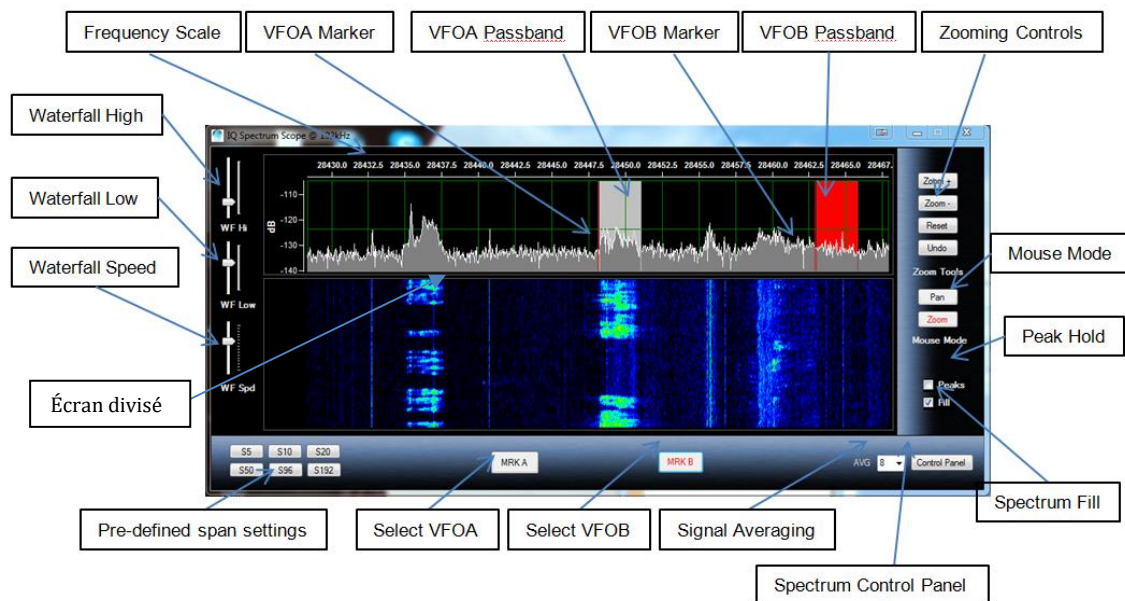 Frequency Scale
VFOA Marker
VFOA Passband
VFOB Marker
VFOB Passband
Zooming Controls
Waterfall High
Waterfall Low
Waterfall Speed
IQ Spectrum Scope @ 192kHz
28430.0 28432.5 28435.0 28437.5 28440.0 28442.5 28445.0 28447.5 28450.0 28452.5 28455.0 28457.5 28460.0 28462.5 28465.0 28467.
-110
-120
-130
-140
dB
WF Hi
WF Low
WF Spd
Zoom +
Zoom -
Reset
Undo
Zoom Tools
Pan
Zoom
Mouse Mode
Peaks
Fill
Mouse Mode
Peak Hold
Écran divisé
S5 S10 S20
S50 S96 S192
MRK A
MRK B
AVG 8
Control Panel
Spectrum Fill
Pre-defined span settings
Select VFOA
Select VFOB
Signal Averaging
Spectrum Control Panel